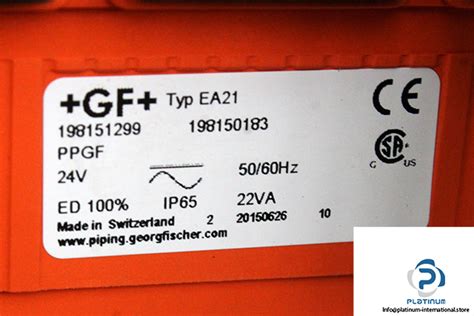 +GF+ Typ EA21
198151299 198150183
PPGF
24V 50/60Hz
ED 100% IP65 22VA
Made in Switzerland 2 20150626 10
www.piping.georgfischer.com
CE
SA
G US
PLATINUM
Info@platinum-international.store